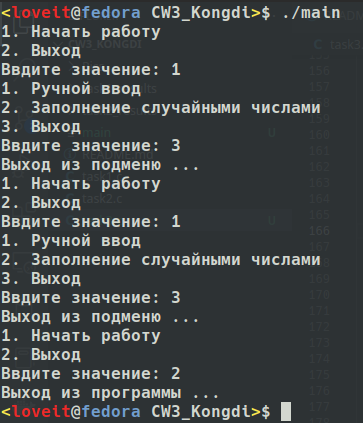 <loveit@fedora CW3_Kongdi>$ ./main
1. Начать работу
2. Выход
Ввдите значение: 1
1. Ручной ввод
2. Заполнение случайными числами
3. Выход
Ввдите значение: 3
Выход из подменю ...
1. Начать работу
2. Выход
Ввдите значение: 1
1. Ручной ввод
2. Заполнение случайными числами
3. Выход
Ввдите значение: 3
Выход из подменю ...
1. Начать работу
2. Выход
Ввдите значение: 2
Выход из программы ...
<loveit@fedora CW3_Kongdi>$